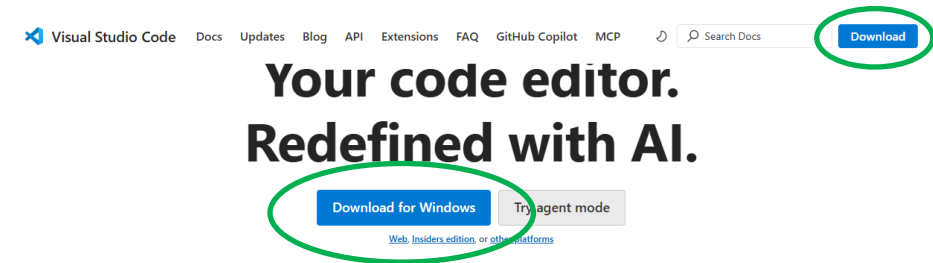 Visual Studio Code Docs Updates Blog API Extensions FAQ GitHub Copilot MCP Search Docs Download
Your code editor.
Redefined with AI.
Download for Windows Try agent mode
Web, Insiders edition, or other platforms